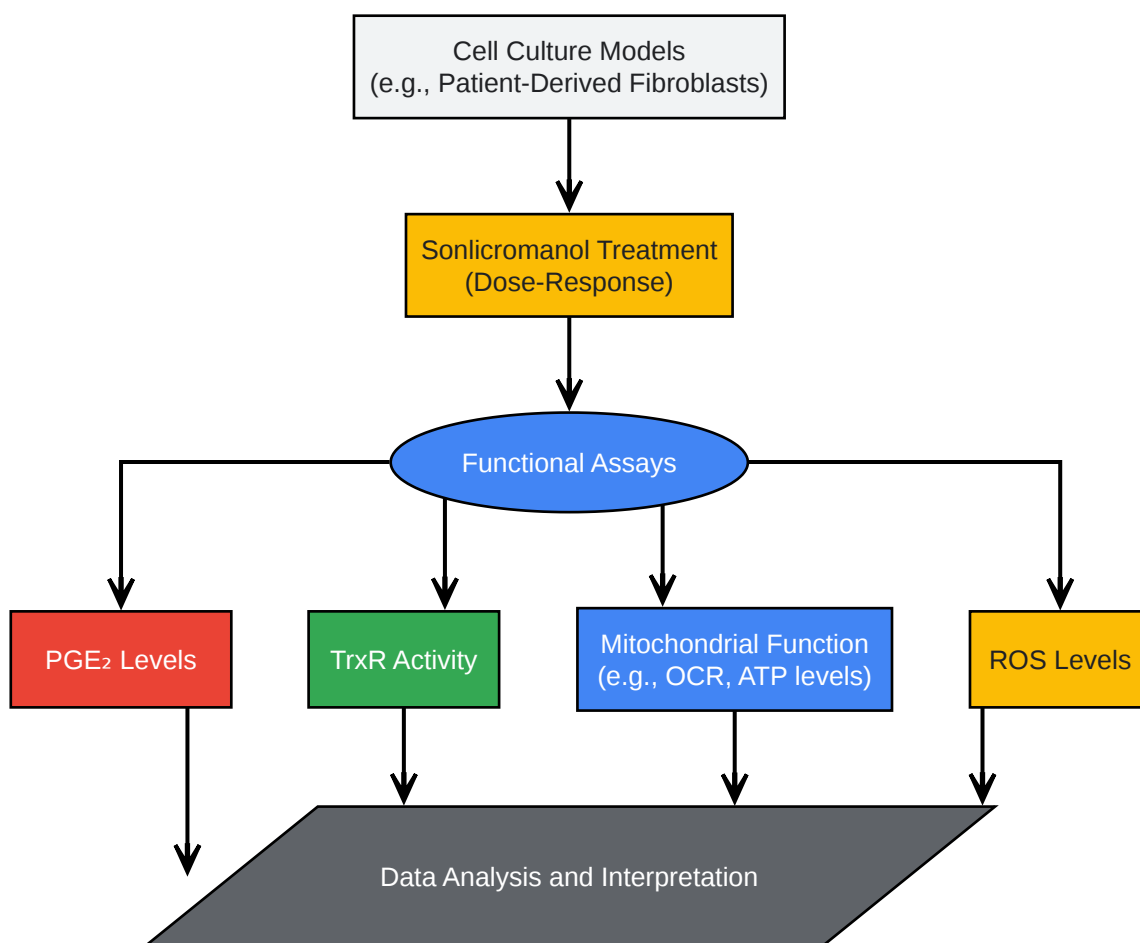 Cell Culture Models
(e.g., Patient-Derived Fibroblasts)
Sonlicromanol Treatment
(Dose-Response)
Functional Assays
PGE₂ Levels
TrxR Activity
Mitochondrial Function
(e.g., OCR, ATP levels)
ROS Levels
Data Analysis and Interpretation